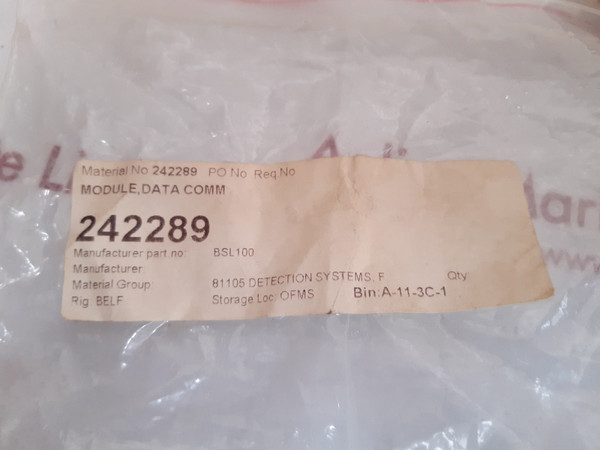 Material No 242289 PO No Req.No
MODULE,DATA COMM
242289
Manufacturer part.no: BSL100
Manufacturer
Material Group: 81105 DETECTION SYSTEMS, F Qty:
Rig: BELF Storage Loc: OFMS Bin:A-11-3C-1